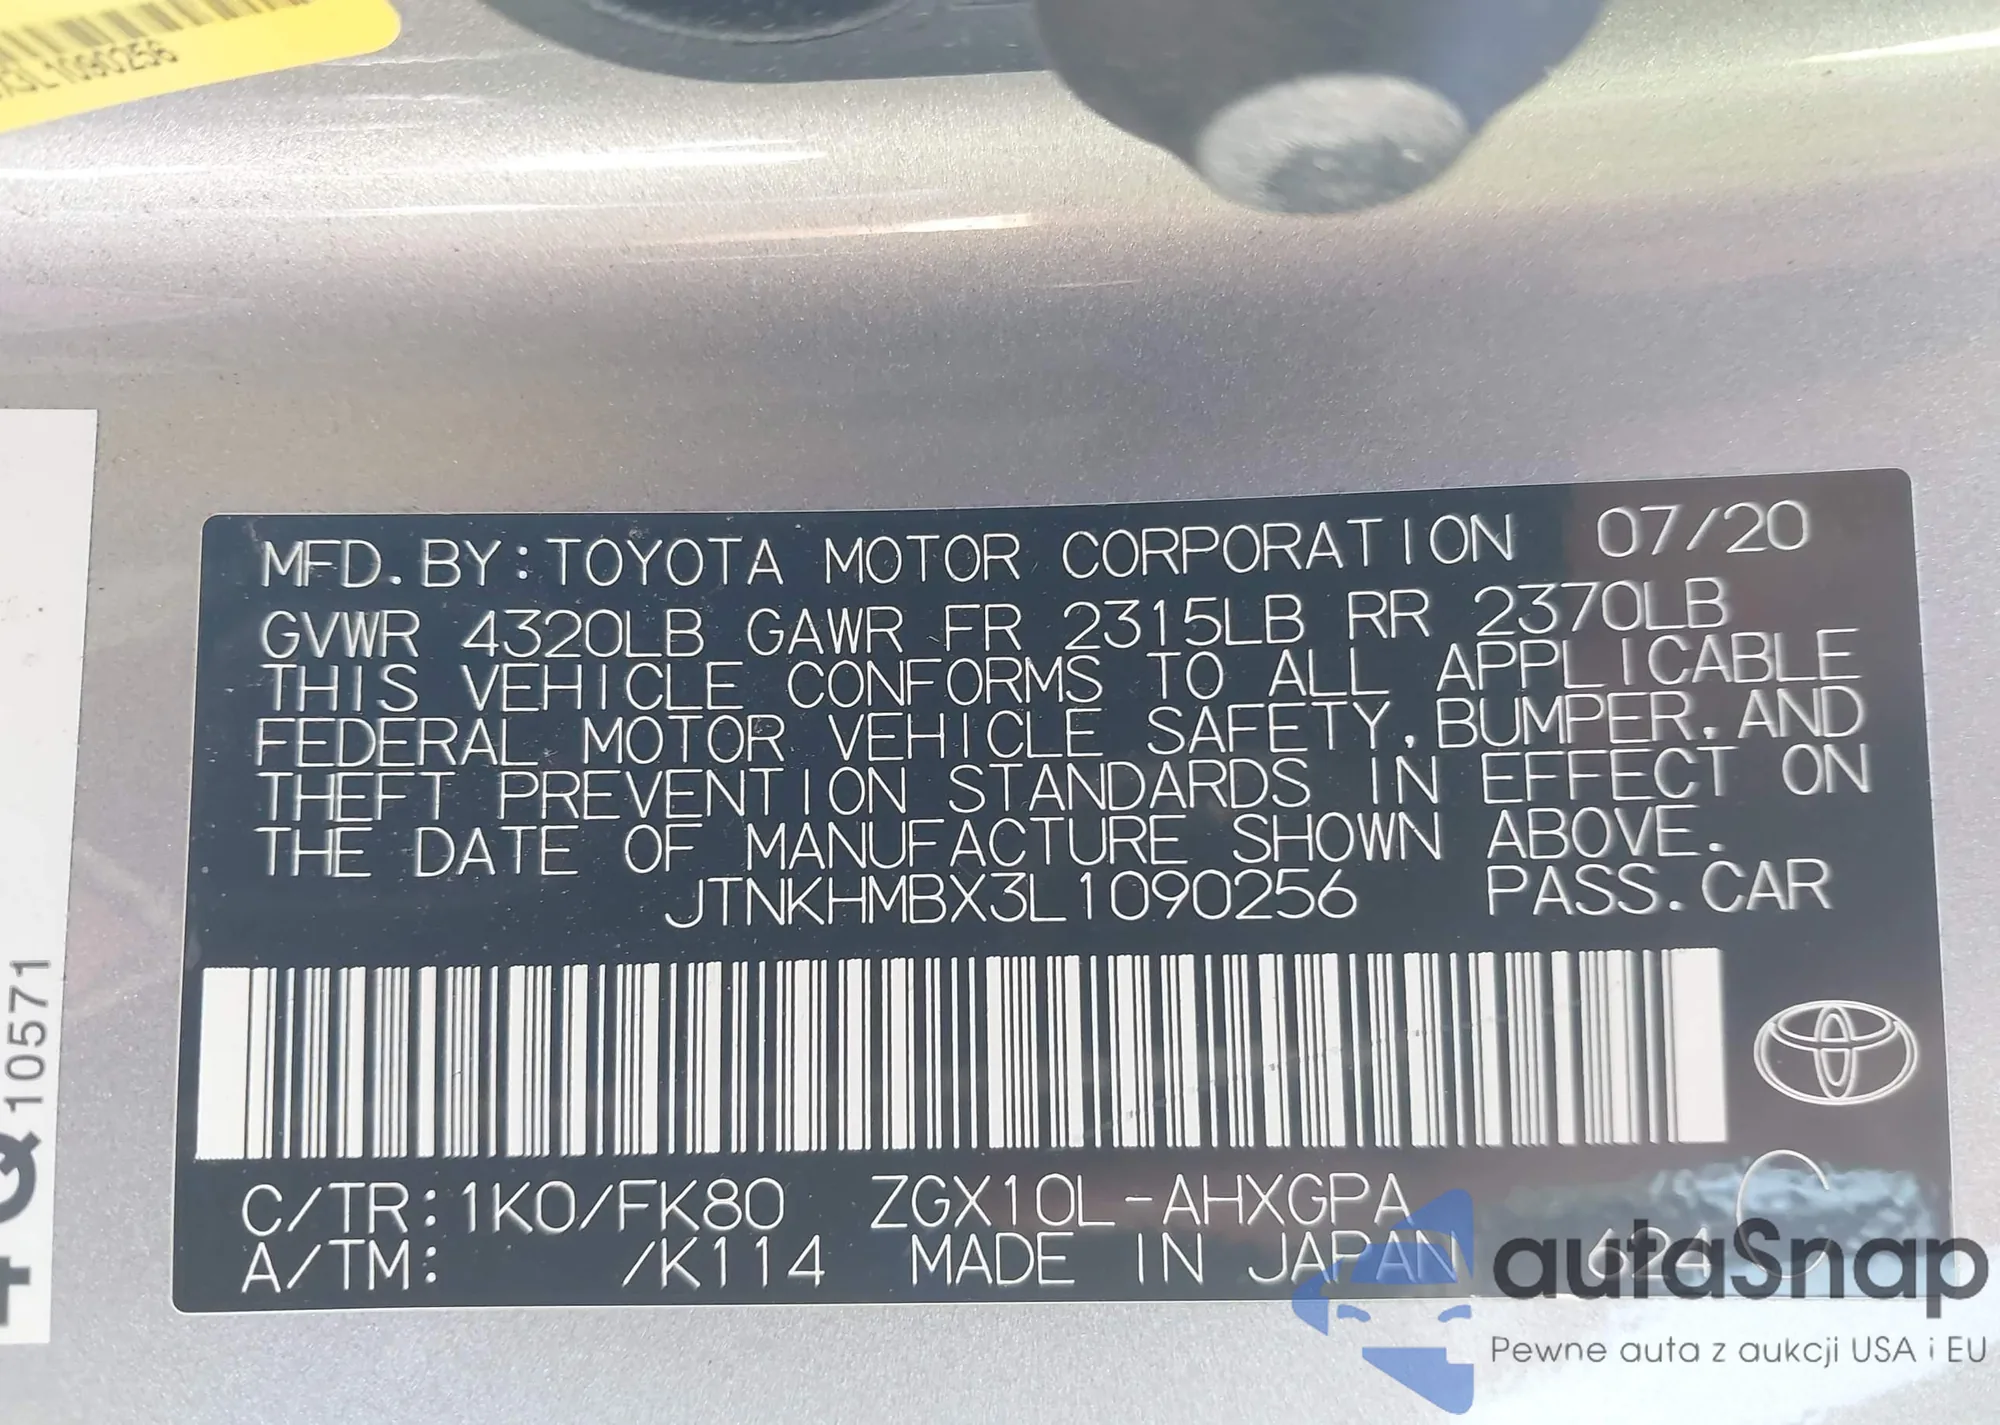 L1090256
MFD. BY: TOYOTA MOTOR CORPORATION 07/20
GVWR 4320LB GAWR FR 2315LB RR 2370LB
THIS VEHICLE CONFORMS TO ALL APPLICABLE
FEDERAL MOTOR VEHICLE SAFETY, BUMPER, AND
THEFT PREVENTION STANDARDS IN EFFECT ON
THE DATE OF MANUFACTURE SHOWN ABOVE.
JTNKHMBX3L1090256 PASS. CAR
C/TR: 1K0/FK80 ZGX10L-AHXGPA
A/TM: /K114 MADE IN JAPAN 624
C
10571
autaSnap
Pewne auta z aukcji USA i EU